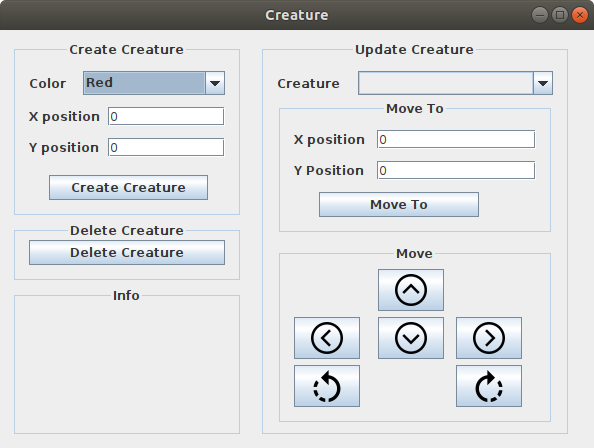 Creature
Create Creature
Color Red
X position 0
Y position 0
Create Creature
Delete Creature
Delete Creature
Info
Update Creature
Creature
Move To
X position 0
Y Position 0
Move To
Move